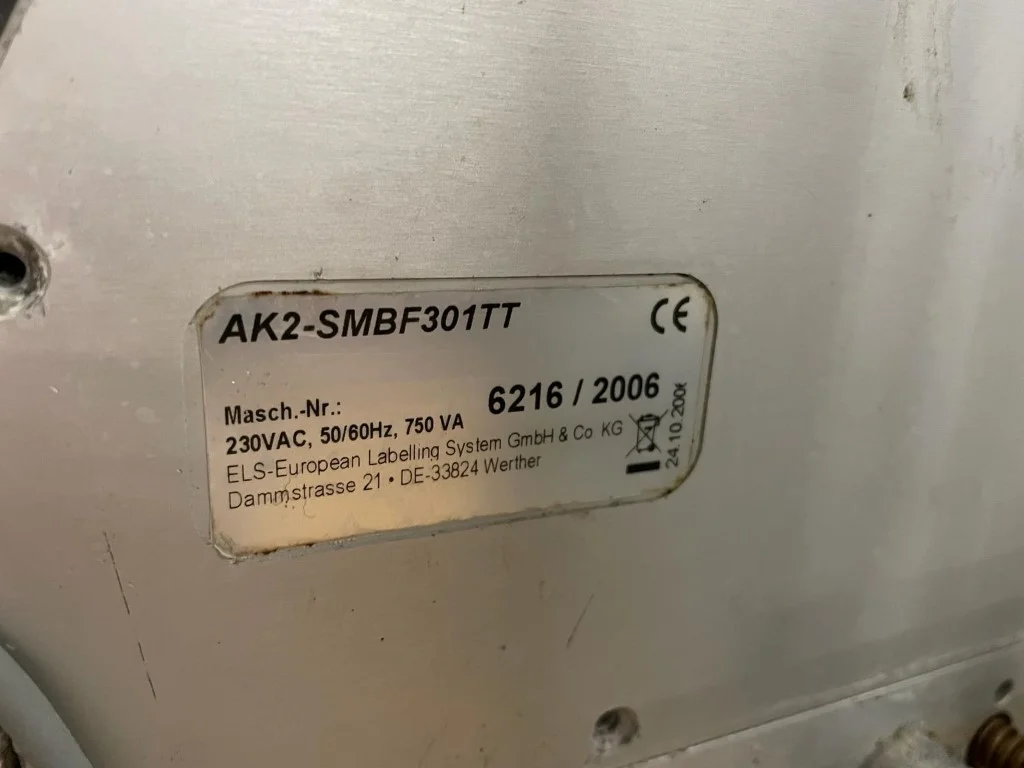 AK2-SMBF301TT
CE
Masch.-Nr.: 6216 / 2006
230VAC, 50/60Hz, 750 VA
ELS-European Labelling System GmbH & Co KG
Dammstrasse 21 • DE-33824 Werther